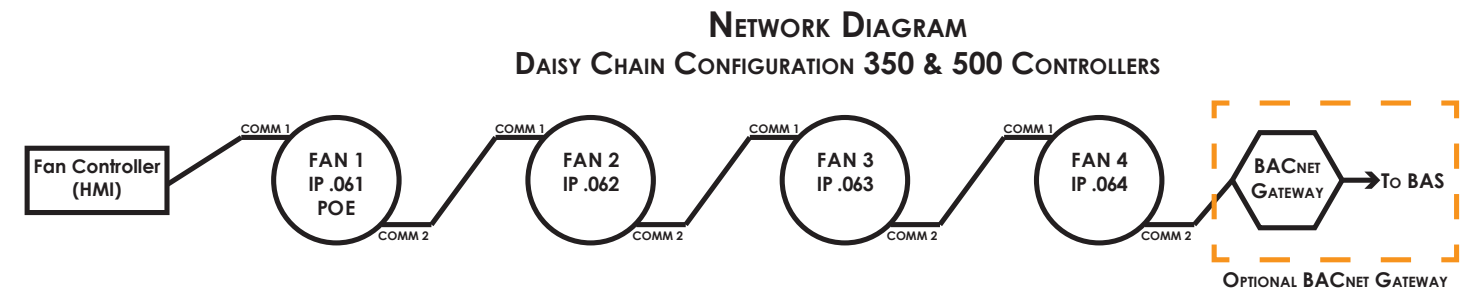 Network Diagram
Daisy Chain Configuration 350 & 500 Controllers
Fan Controller
(HMI)
COMM 1
FAN 1
IP .061
POE
COMM 2
COMM 1
FAN 2
IP .062
COMM 2
COMM 1
FAN 3
IP .063
COMM 2
COMM 1
FAN 4
IP .064
COMM 2
BACnet
Gateway
To BAS
Optional BACnet Gateway